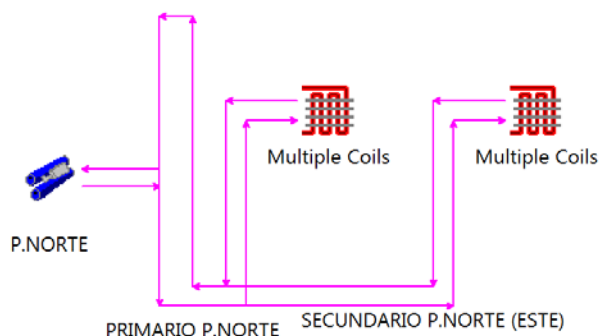 Multiple Coils
Multiple Coils
P.NORTE
PRIMARIO P.NORTE
SECUNDARIO P.NORTE (ESTE)